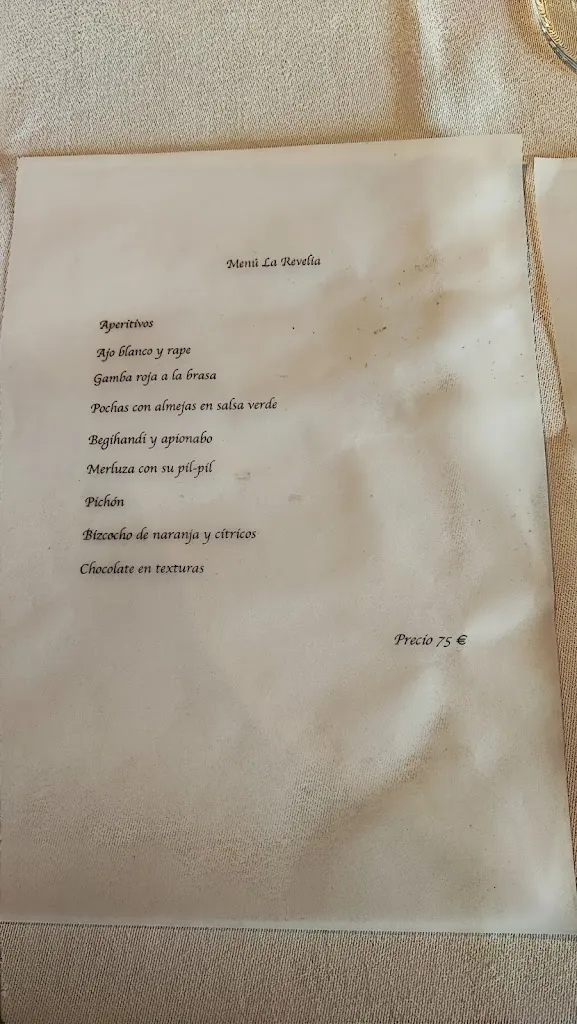 Menú La Revelia
Aperitivos
Ajo blanco y rape
Gamba roja a la brasa
Pochas con almejas en salsa verde
Begihandi y apionabo
Merluza con su pil-pil
Pichón
Bizcocho de naranja y cítricos
Chocolate en texturas
Precio 75 €